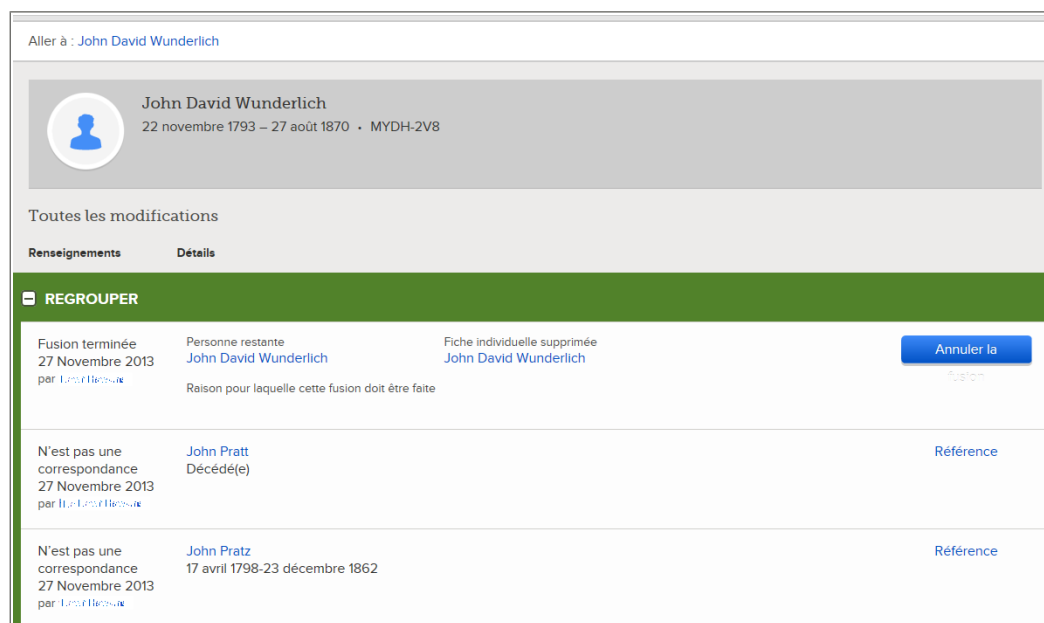 Aller à : John David Wunderlich
John David Wunderlich
22 novembre 1793 – 27 août 1870 • MYDH-2V8
Toutes les modifications
Renseignements Détails
REGROUPER
Fusion terminée
27 Novembre 2013
par
Personne restante
John David Wunderlich
Fiche individuelle supprimée
John David Wunderlich
Raison pour laquelle cette fusion doit être faite
Annuler la
fusion
N'est pas une
correspondance
27 Novembre 2013
par
John Pratt
Décédé(e)
Référence
N'est pas une
correspondance
27 Novembre 2013
par
John Pratz
17 avril 1798-23 décembre 1862
Référence